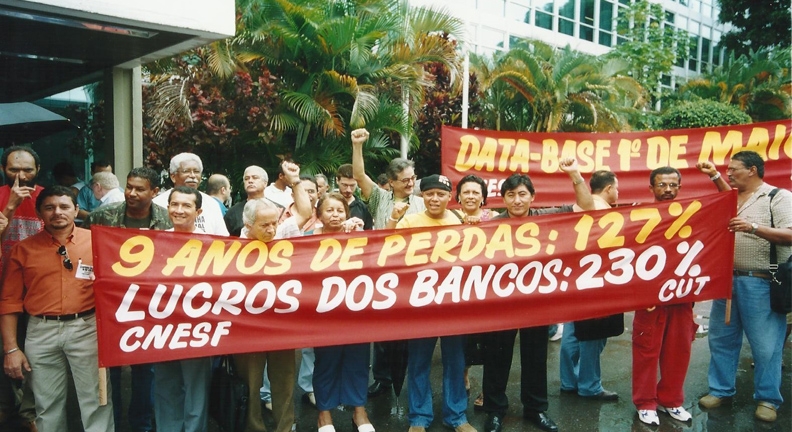 DATA-BASE 1º DE MAIO
9 ANOS DE PERDAS: 127%
LUCROS DOS BANCOS: 230%
CNESF CUT